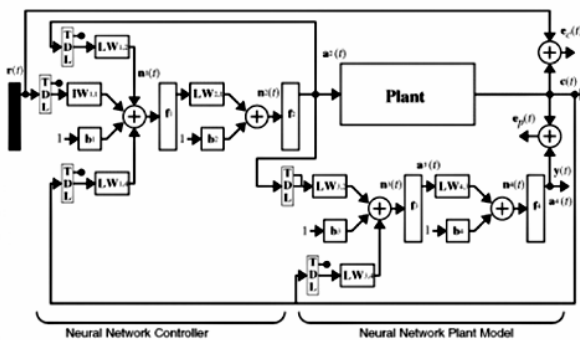 e_c(t)
T
D
L
LW1,2
a²(t)
r(t)
n¹(t)
n²(t)
c(t)
T
D
L
IW1,1
LW2,1
Plant
f1
f2
e_p(t)
1
b1
1
b2
T
D
L
LW1,4
T
D
L
LW3,2
n³(t)
a³(t)
LW4,3
n⁴(t)
y(t)
a⁴(t)
f3
f4
1
b3
1
b4
T
D
L
LW3,4
Neural Network Controller
Neural Network Plant Model